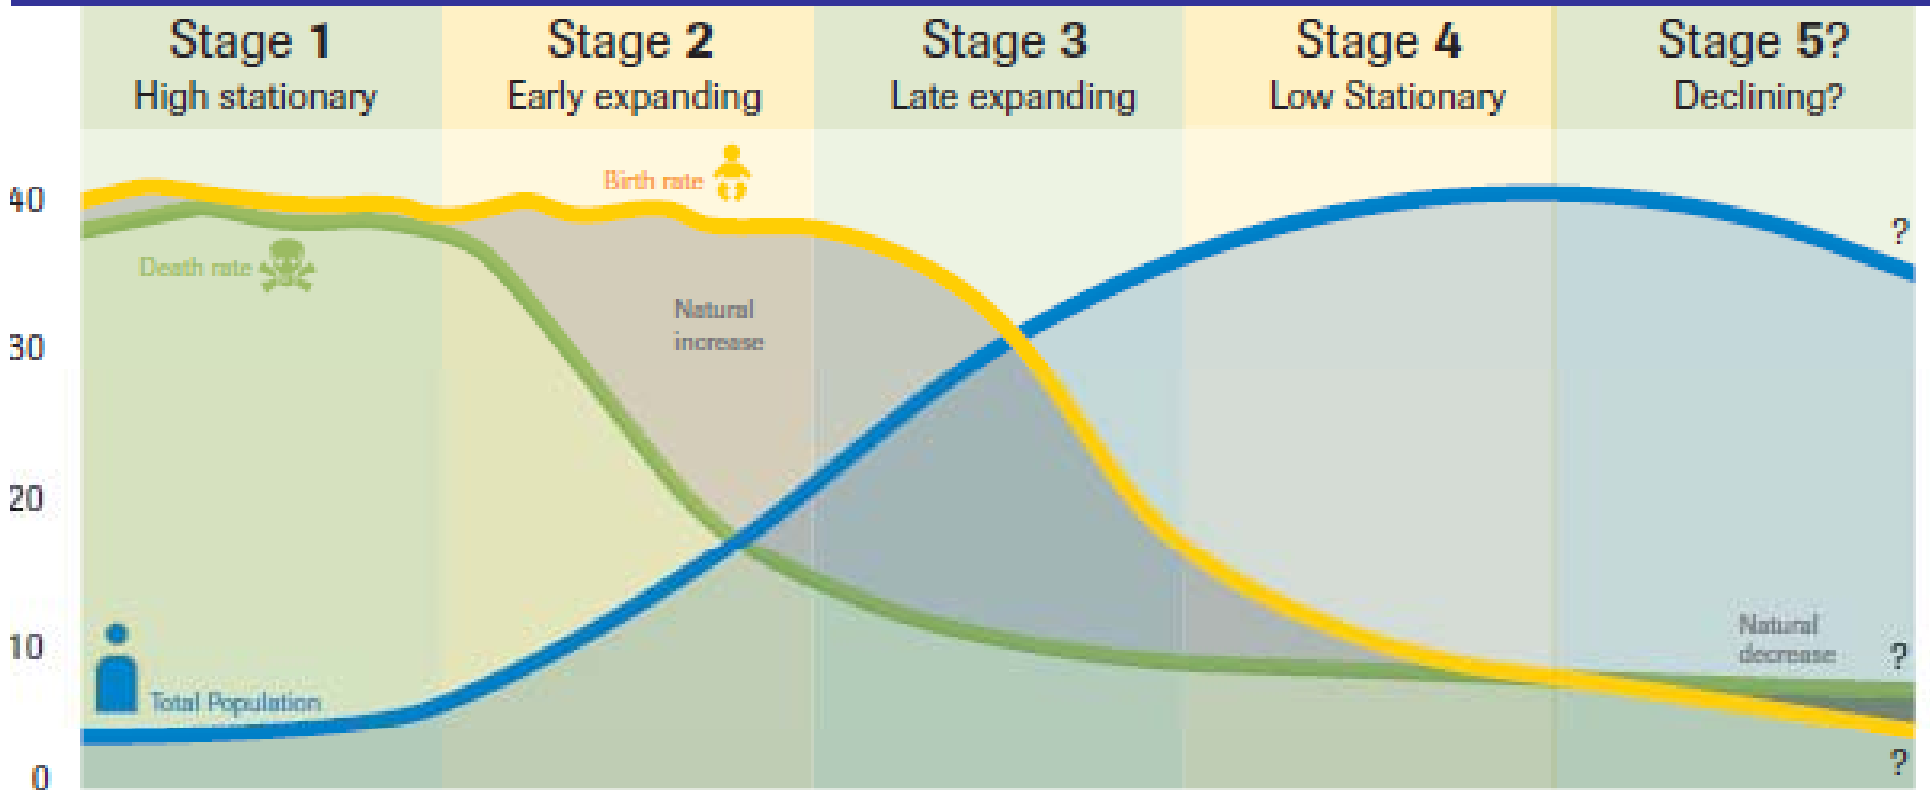 Stage 1
High stationary
Stage 2
Early expanding
Stage 3
Late expanding
Stage 4
Low Stationary
Stage 5?
Declining?
Birth rate
40
?
Death rate
Natural
increase
30
20
10
Natural
decrease
?
Total Population
0
?